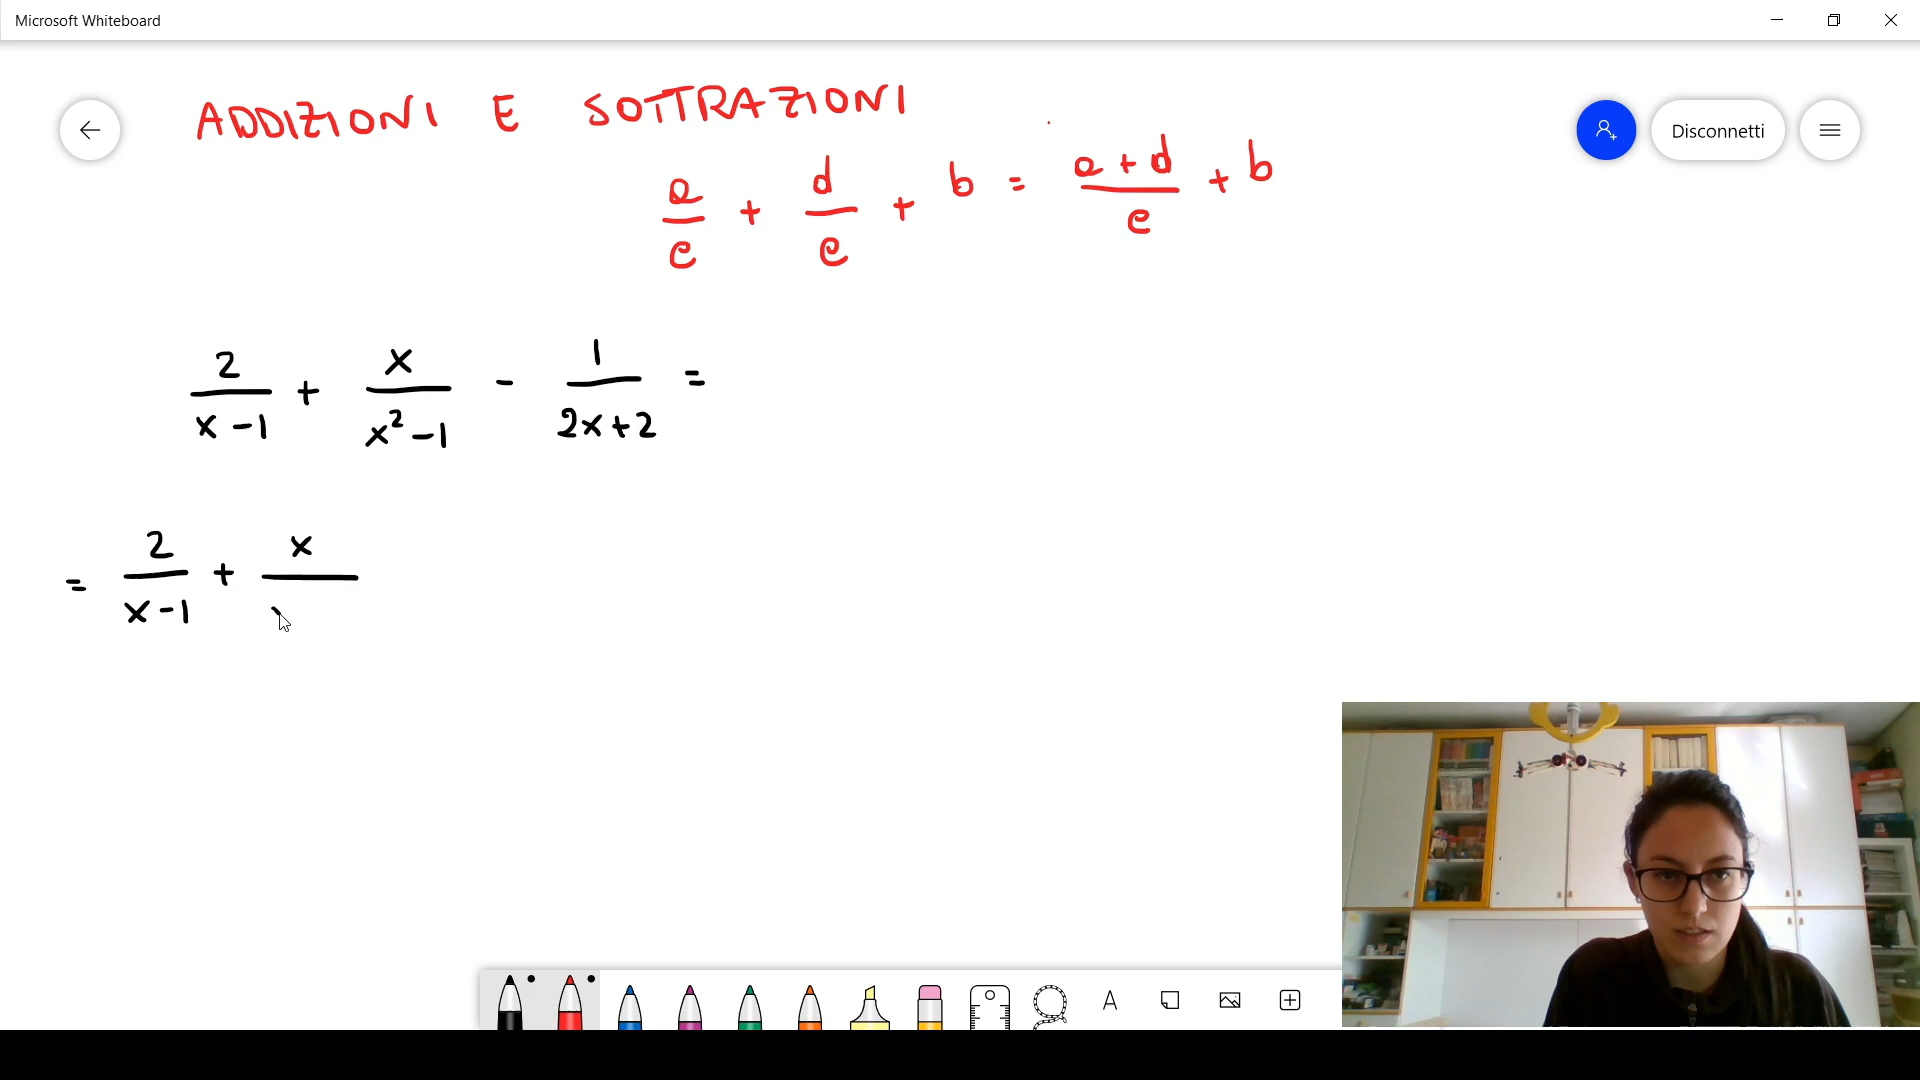 Microsoft Whiteboard
ADDIZIONI E SOTTRAZIONI
Disconnetti
a/c + d/c + b = a+d/c + b
2/x-1 + x/x²-1 - 1/2x+2 =
= 2/x-1 + x/